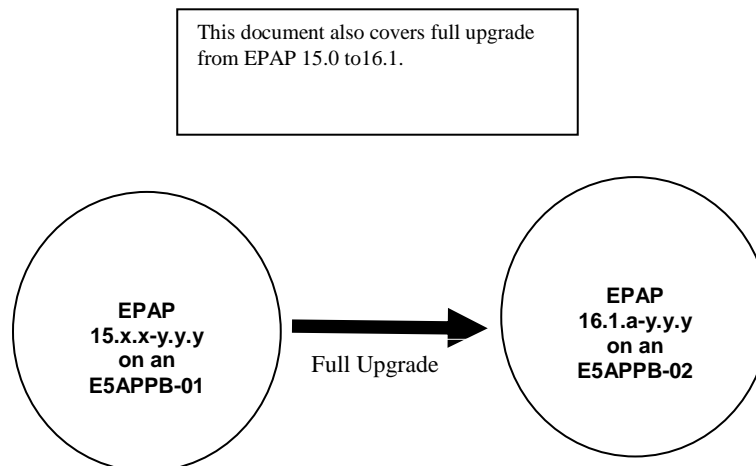 This document also covers full upgrade
from EPAP 15.0 to16.1.
EPAP
15.x.x-y.y.y
on an
E5APPB-01
Full Upgrade
EPAP
16.1.a-y.y.y
on an
E5APPB-02